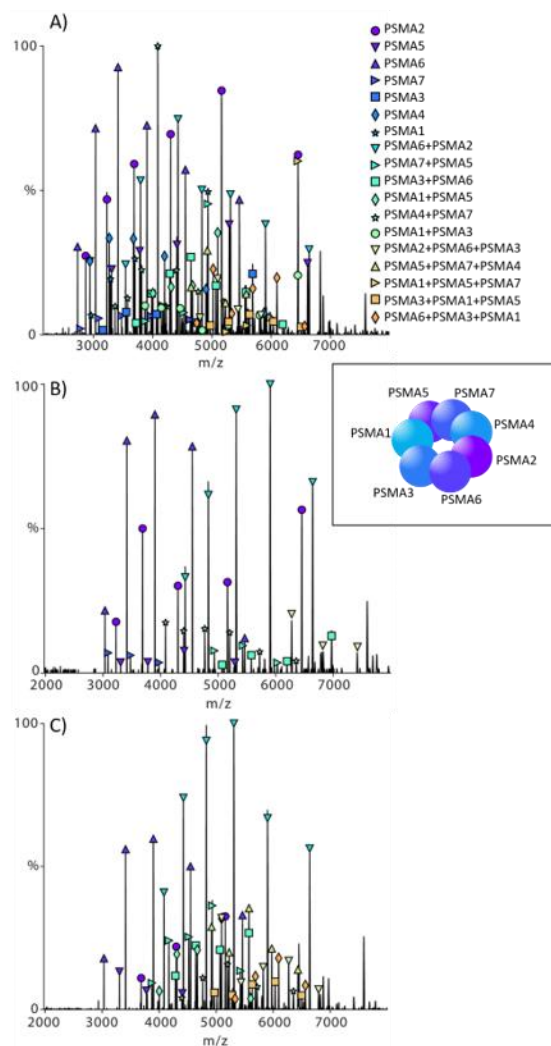 A)
PSMA2
PSMA5
PSMA6
PSMA7
PSMA3
PSMA4
PSMA1
PSMA6+PSMA2
PSMA7+PSMA5
PSMA3+PSMA6
PSMA1+PSMA5
PSMA4+PSMA7
PSMA1+PSMA3
PSMA2+PSMA6+PSMA3
PSMA5+PSMA7+PSMA4
PSMA1+PSMA5+PSMA7
PSMA3+PSMA1+PSMA5
PSMA6+PSMA3+PSMA1
100
%
0
3000 4000 5000 6000 7000
m/z
B)
100
%
0
2000 3000 4000 5000 6000 7000
m/z
PSMA5 PSMA7
PSMA1 PSMA4
PSMA2
PSMA3
PSMA6
C)
100
%
0
2000 3000 4000 5000 6000 7000
m/z